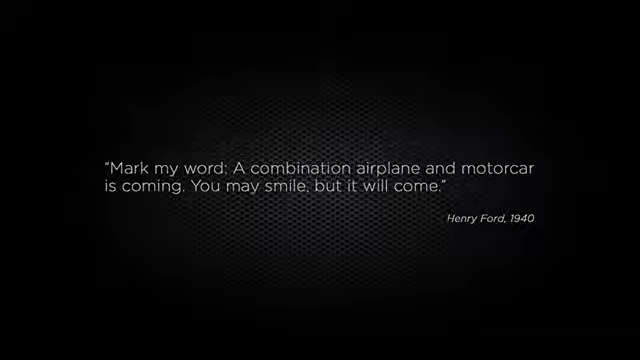 “Mark my word: A combination airplane and motorcar
is coming. You may smile, but it will come.”
Henry Ford, 1940